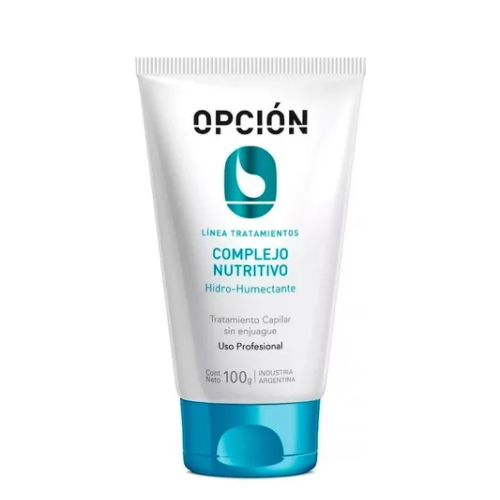 OPCIÓN
LÍNEA TRATAMIENTOS
COMPLEJO
NUTRITIVO
Hidro-Humectante
Tratamiento Capilar
sin enjuague
Uso Profesional
Cont. Neto 100g | INDUSTRIA ARGENTINA